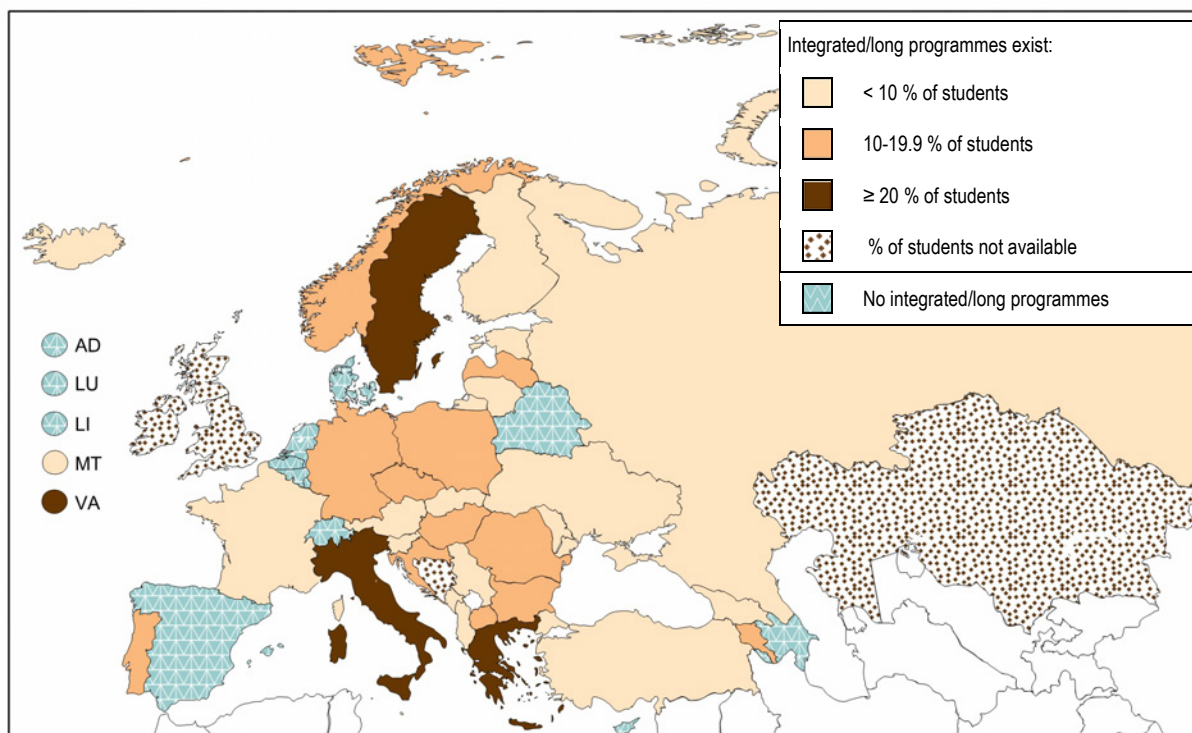 Integrated/long programmes exist:
< 10 % of students
10-19.9 % of students
≥ 20 % of students
% of students not available
No integrated/long programmes
AD
LU
LI
MT
VA